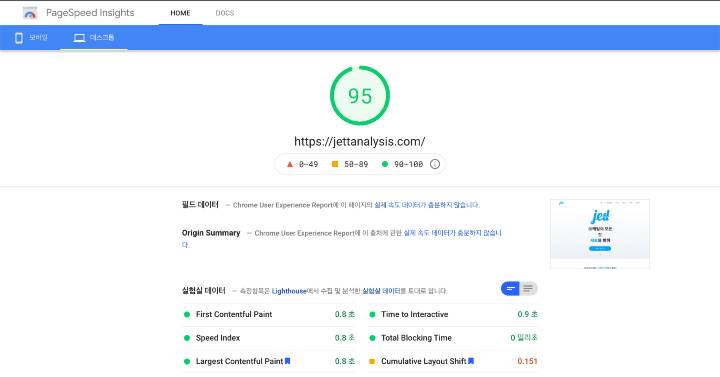 PageSpeed Insights HOME DOCS
모바일 데스크톱
95
https://jettanalysis.com/
0–49 50–89 90–100
필드 데이터 — Chrome User Experience Report에 이 페이지의 실제 속도 데이터가 충분하지 않습니다.
Origin Summary — Chrome User Experience Report에 이 출처에 관한 실제 속도 데이터가 충분하지 않습니
다.
jett
실험실 데이터 — 측정항목은 Lighthouse에서 수집 및 분석한 실험실 데이터를 토대로 합니다.
First Contentful Paint 0.8 초 Time to Interactive 0.9 초
Speed Index 0.8 초 Total Blocking Time 0 밀리초
Largest Contentful Paint 0.8 초 Cumulative Layout Shift 0.151